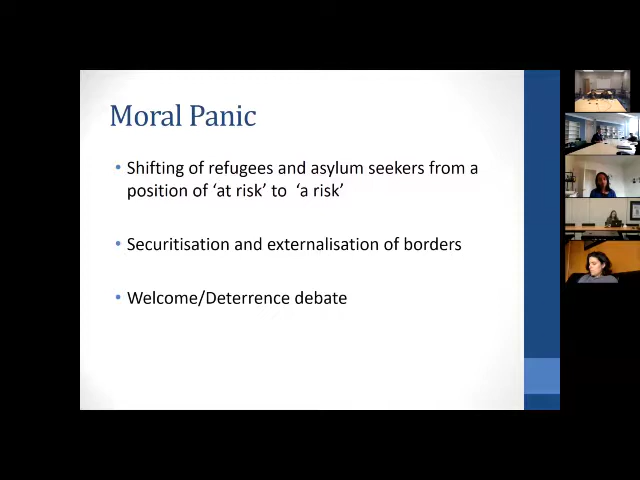 Moral Panic
• Shifting of refugees and asylum seekers from a
position of ‘at risk’ to ‘a risk’
• Securitisation and externalisation of borders
• Welcome/Deterrence debate